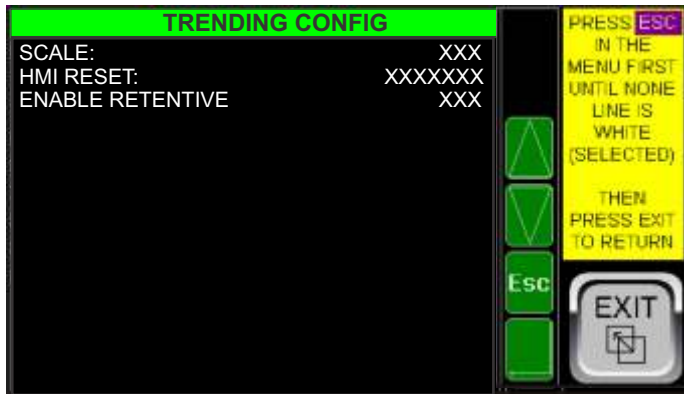 TRENDING CONFIG
SCALE: XXX
HMI RESET: XXXXXXX
ENABLE RETENTIVE XXX
Esc
PRESS ESC
IN THE
MENU FIRST
UNTIL NONE
LINE IS
WHITE
(SELECTED)
THEN
PRESS EXIT
TO RETURN
EXIT